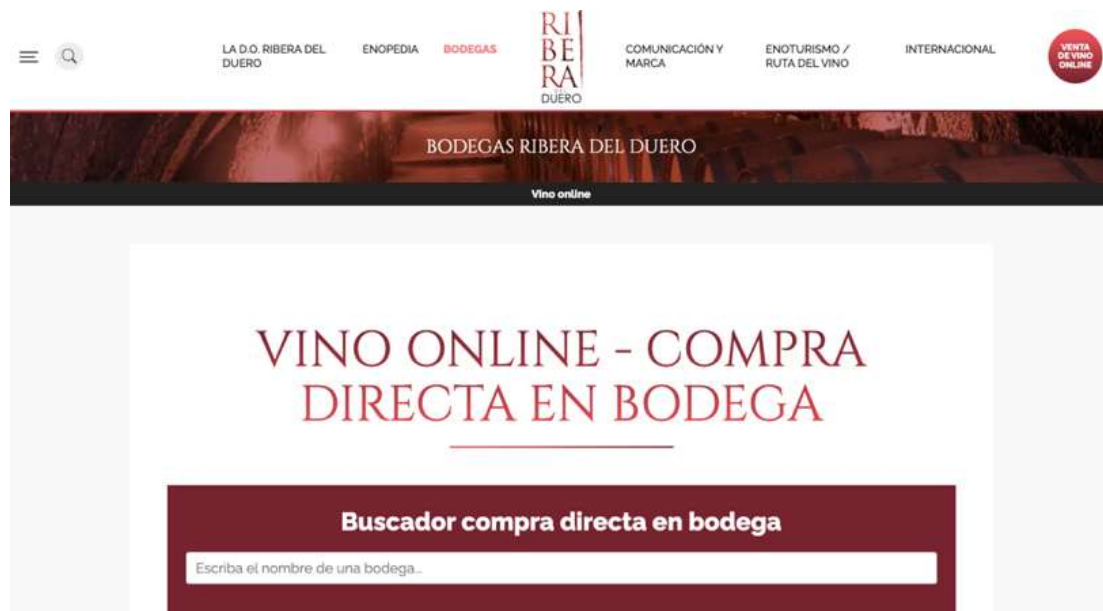 LA D.O. RIBERA DEL
DUERO
ENOPEDIA
BODEGAS
RI
BE
RA
DUERO
COMUNICACIÓN Y
MARCA
ENOTURISMO /
RUTA DEL VINO
INTERNACIONAL
VENTA
DE VINO
ONLINE
BODEGAS RIBERA DEL DUERO
Vino online
VINO ONLINE - COMPRA
DIRECTA EN BODEGA
Buscador compra directa en bodega
Escriba el nombre de una bodega...